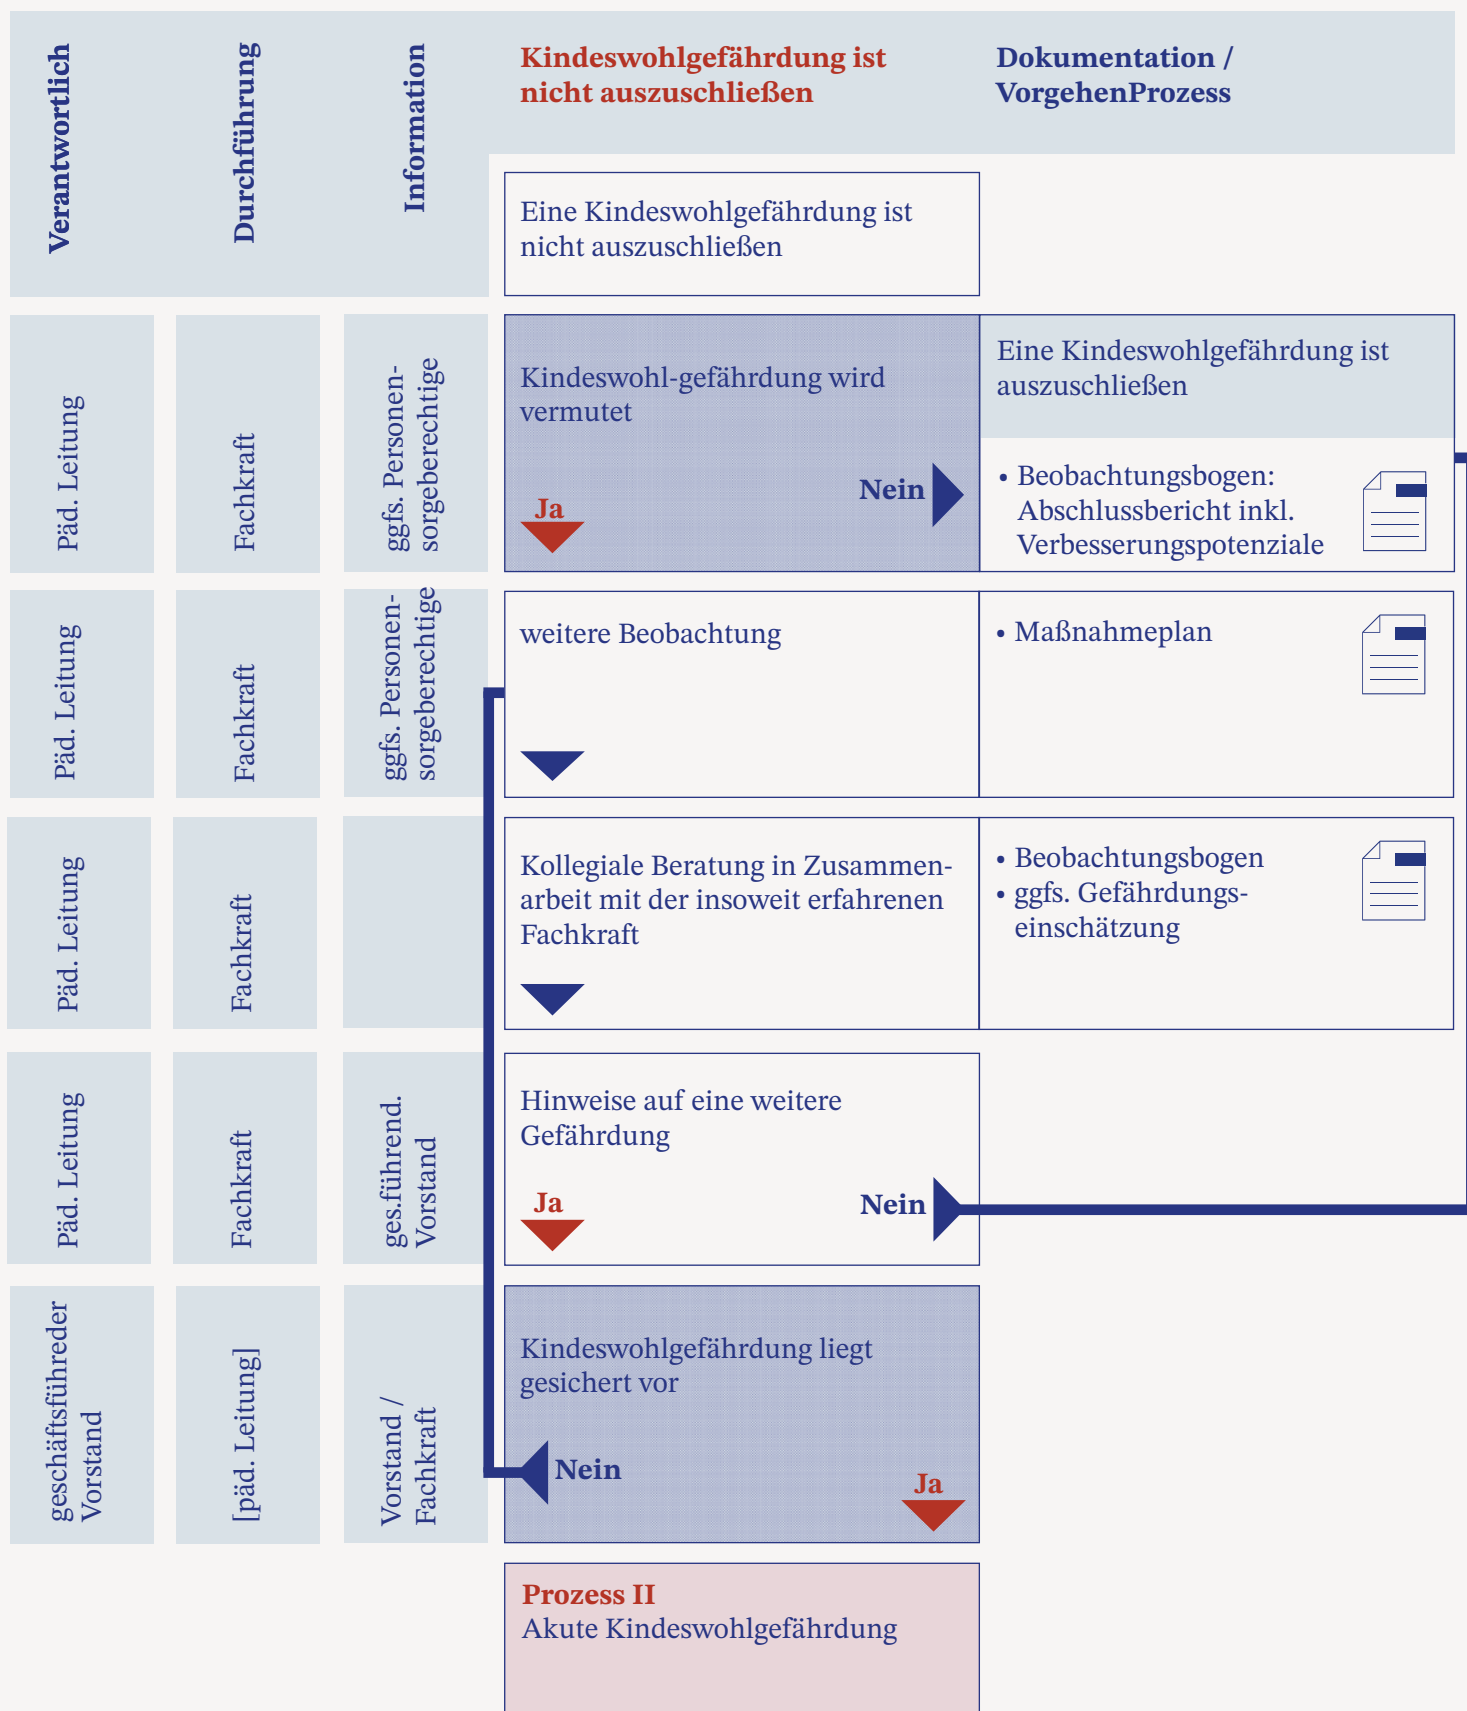 Verantwortlich
Durchführung
Information
Kindeswohlgefährdung ist
nicht auszuschließen
Dokumentation /
VorgehenProzess
Eine Kindeswohlgefährdung ist
nicht auszuschließen
Päd. Leitung
Fachkraft
ggfs. Personen-
sorgeberechtige
Kindeswohl-gefährdung wird
vermutet
Ja
Nein
Eine Kindeswohlgefährdung ist
auszuschließen
• Beobachtungsbogen:
Abschlussbericht inkl.
Verbesserungspotenziale
Päd. Leitung
Fachkraft
ggfs. Personen-
sorgeberechtige
weitere Beobachtung
• Maßnahmeplan
Päd. Leitung
Fachkraft
Kollegiale Beratung in Zusammen-
arbeit mit der insoweit erfahrenen
Fachkraft
• Beobachtungsbogen
• ggfs. Gefährdungs-
einschätzung
Päd. Leitung
Fachkraft
ges.führend.
Vorstand
Hinweise auf eine weitere
Gefährdung
Ja
Nein
geschäftsführeder
Vorstand
[päd. Leitung]
Vorstand /
Fachkraft
Kindeswohlgefährdung liegt
gesichert vor
Nein
Ja
Prozess II
Akute Kindeswohlgefährdung